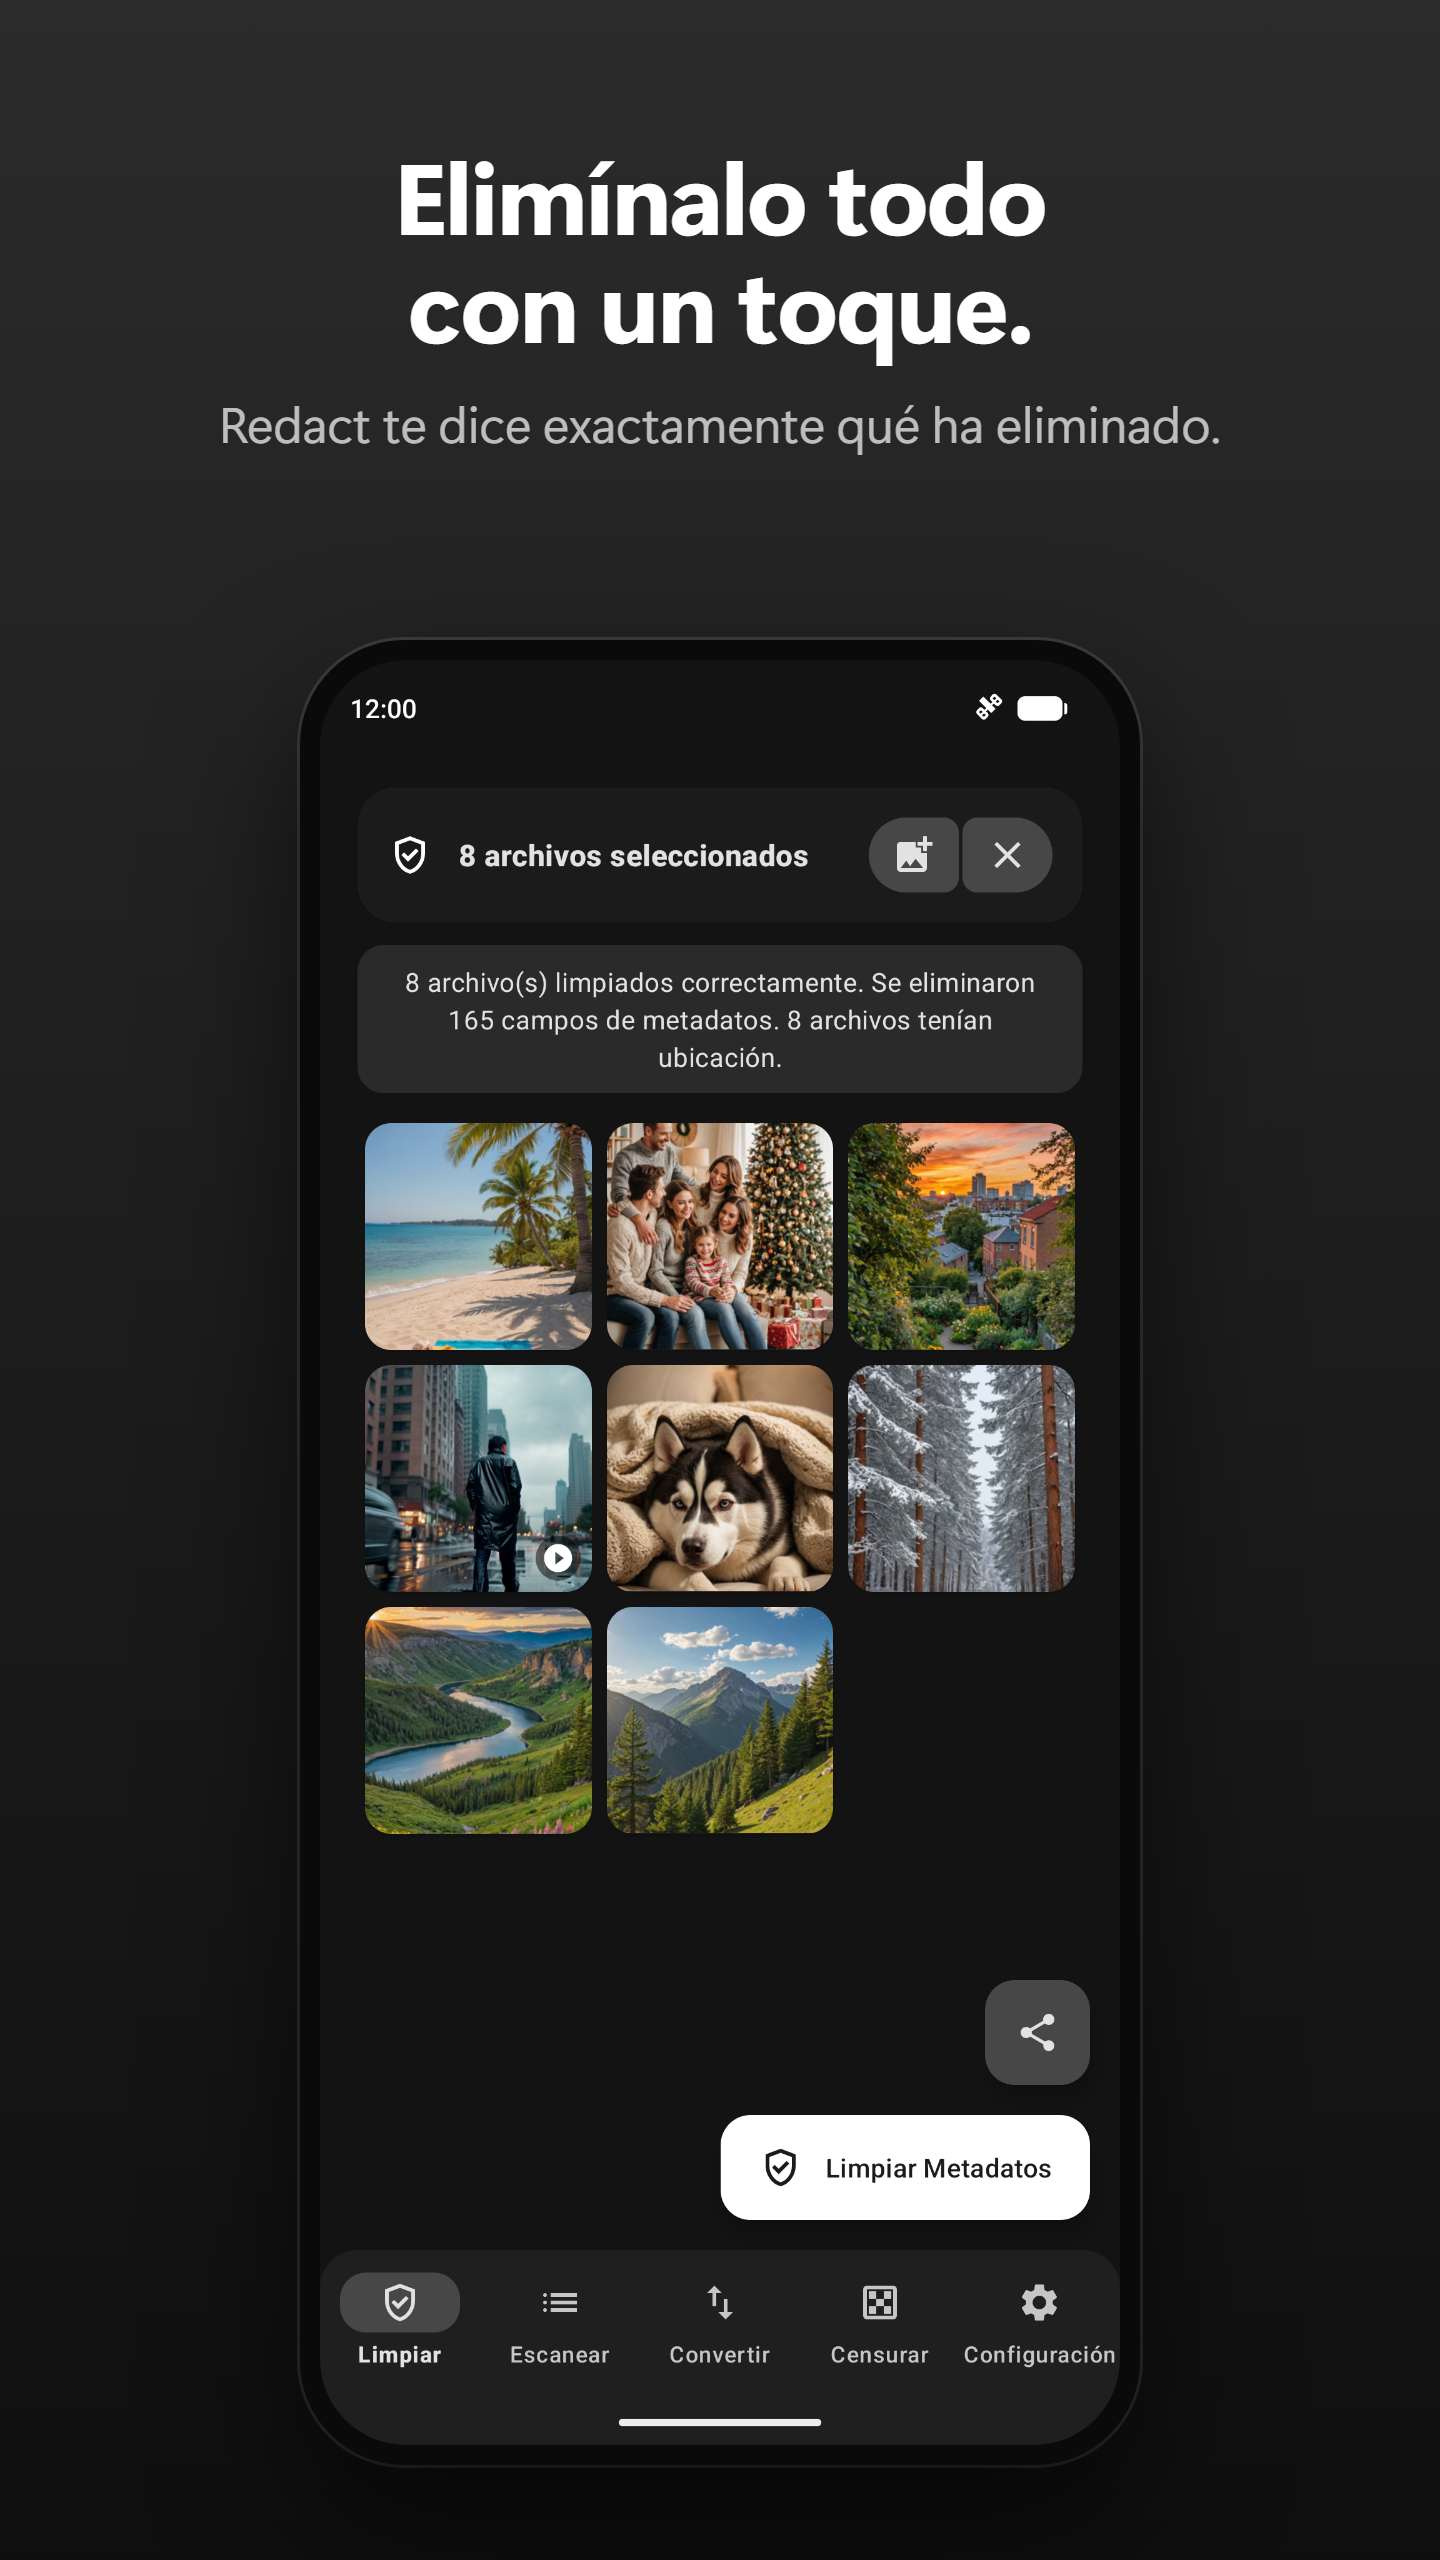 Elimínalo todo
con un toque.
Redact te dice exactamente qué ha eliminado.
12:00
8 archivos seleccionados
8 archivo(s) limpiados correctamente. Se eliminaron
165 campos de metadatos. 8 archivos tenían
ubicación.
Limpiar Metadatos
Limpiar
Escanear
Convertir
Censurar
Configuración